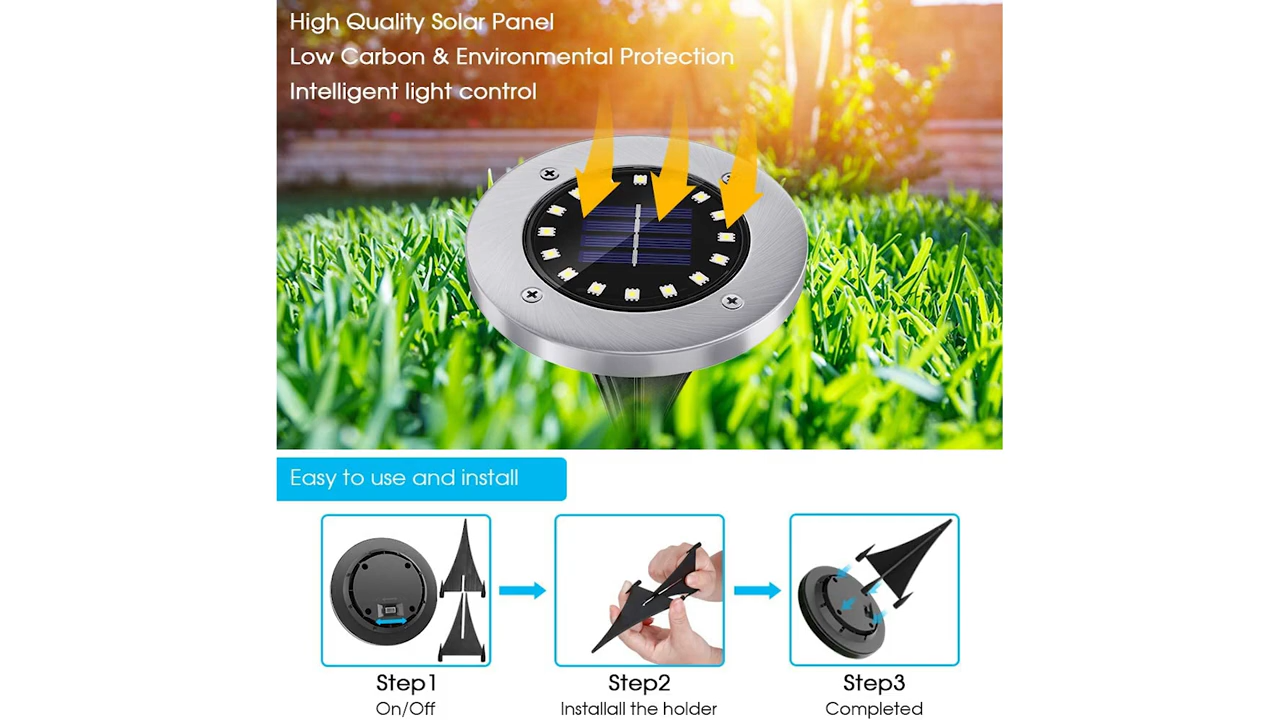 High Quality Solar Panel
Low Carbon & Environmental Protection
Intelligent light control
Easy to use and install
Step1
On/Off
Step2
Installall the holder
Step3
Completed